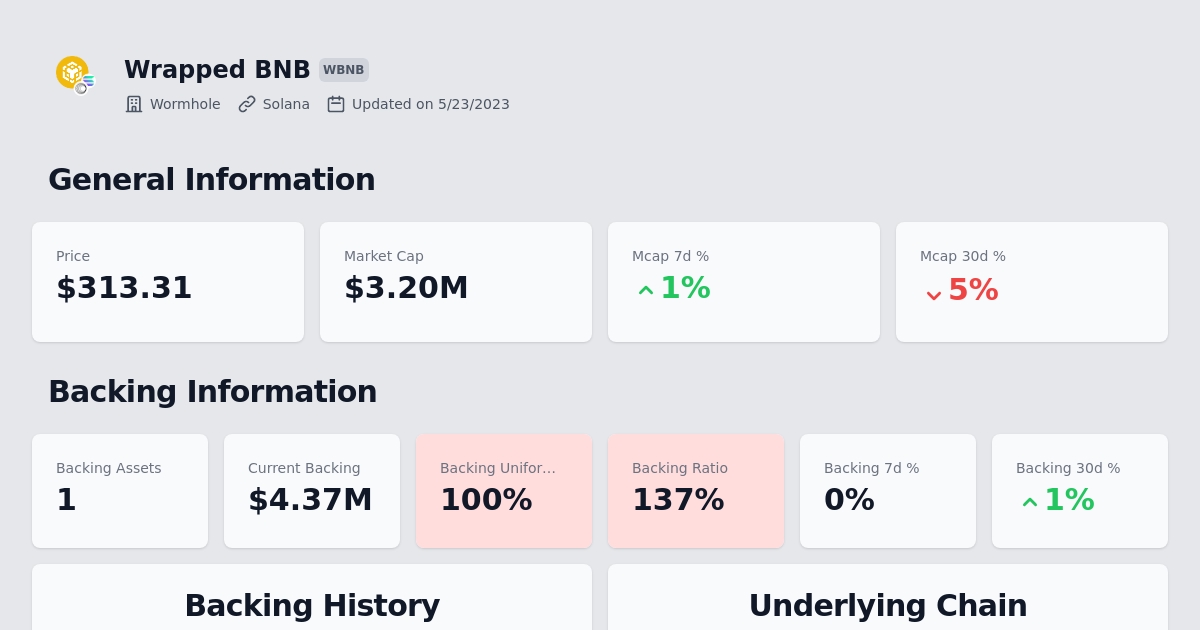 Wrapped BNB WBNB
Wormhole Solana Updated on 5/23/2023
General Information
Price Market Cap Mcap 7d % Mcap 30d %
$313.31 $3.20M 1% 5%
Backing Information
Backing Assets Current Backing Backing Unifor... Backing Ratio Backing 7d % Backing 30d %
1 $4.37M 100% 137% 0% 1%
Backing History Underlying Chain